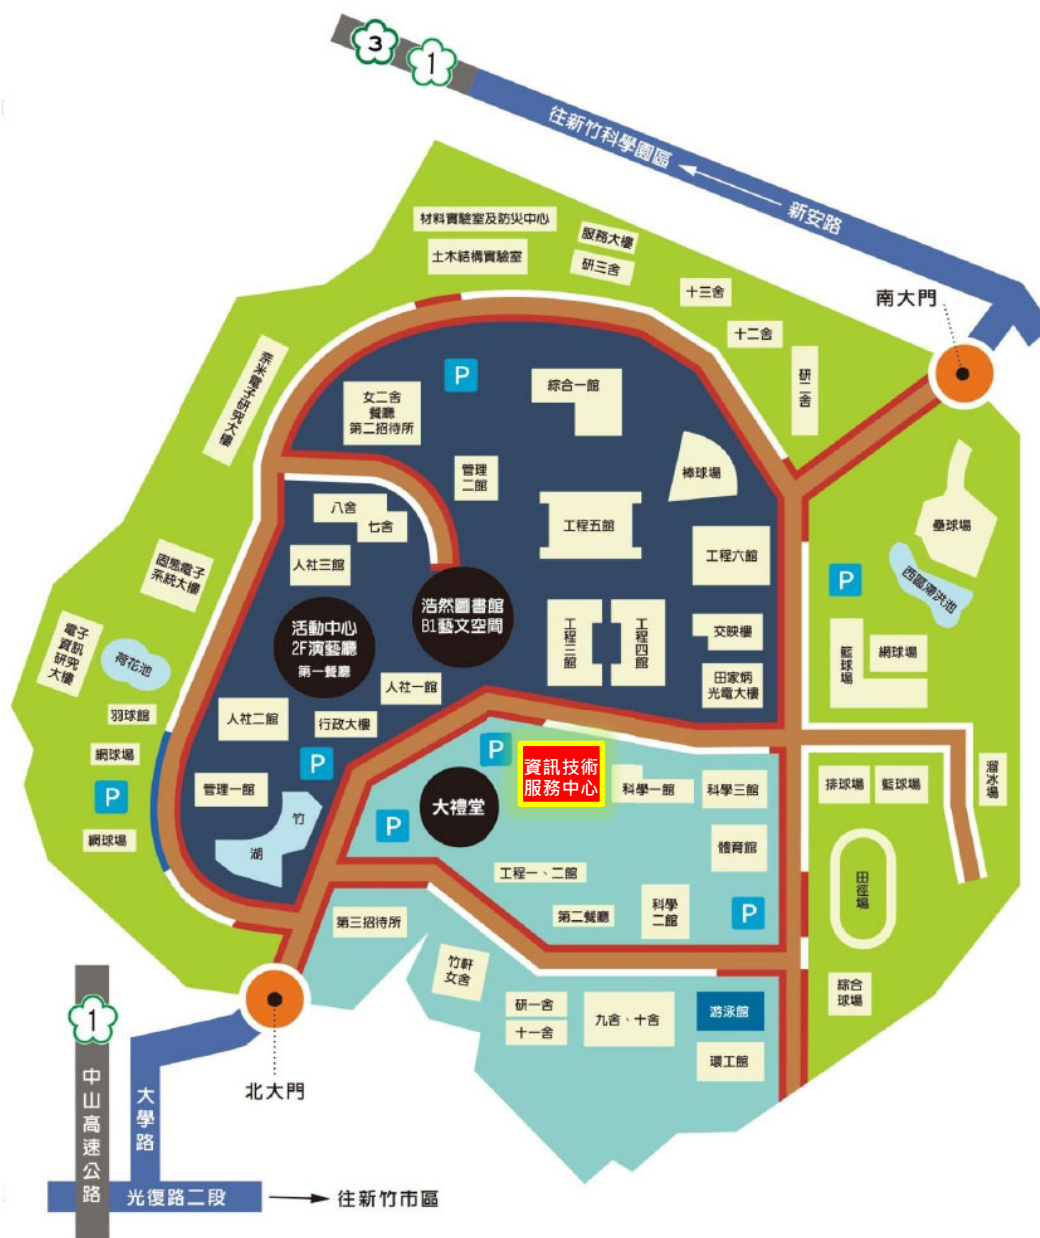 3
1
往新竹科學園區
新安路
南大門
材料實驗室及防災中心
土木結構實驗室
服務大樓
研三舍
十三舍
十二舍
研二舍
奈米電子研究大樓
P
女二舍
餐廳
第二招待所
綜合一館
管理
二館
棒球場
壘球場
八舍
七舍
工程五館
工程六館
人社三館
固態電子
系統大樓
浩然圖書館
B1藝文空間
P
西區滯洪池
活動中心
2F演藝廳
第一餐廳
工程三館
工程四館
交映樓
籃球場
網球場
電子
資訊
研究
大樓
荷花池
人社一館
田家炳
光電大樓
羽球館
人社二館
行政大樓
網球場
P
P
資訊技術
服務中心
科學一館
科學三館
排球場
籃球場
溜冰場
P
管理一館
大禮堂
竹
湖
P
網球場
體育館
工程一、二館
田徑場
第三招待所
第二餐廳
科學
二館
P
竹軒
女舍
綜合
球場
研一舍
十一舍
九舍、十舍
游泳館
環工館
1
北大門
中山高速公路
大學路
光復路二段
往新竹市區